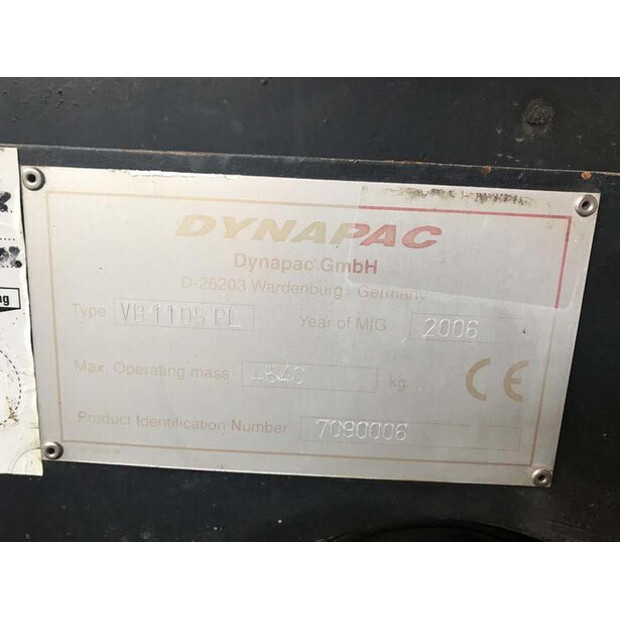 DYNAPAC
Dynapac GmbH
D-26203 Wardenburg Germany
Type VB1105PL Year of MfG 2006
Max. Operating mass kg
Product Identification Number 7090006
CE